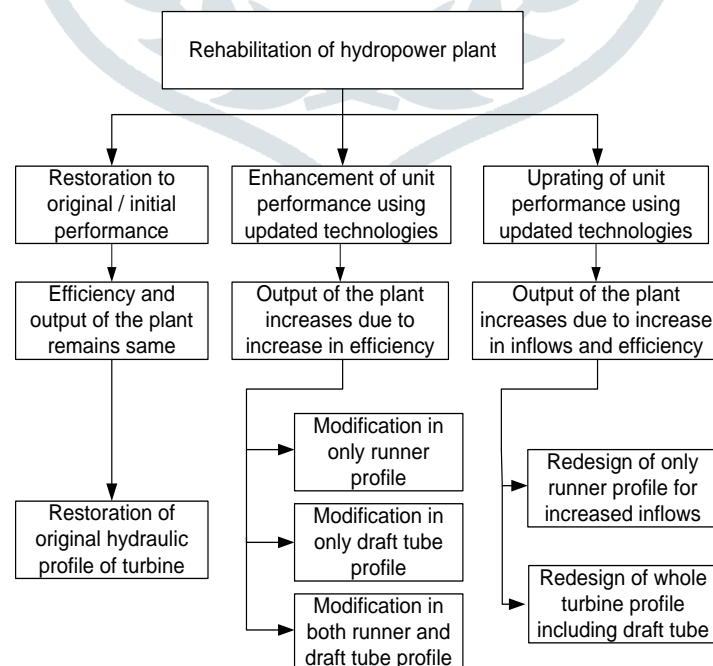 Rehabilitation of hydropower plant
Restoration to
original / initial
performance
Enhancement of unit
performance using
updated technologies
Uprating of unit
performance using
updated technologies
Efficiency and
output of the plant
remains same
Output of the plant
increases due to
increase in efficiency
Output of the plant
increases due to increase
in inflows and efficiency
Restoration of
original hydraulic
profile of turbine
Modification in
only runner
profile
Modification in
only draft tube
profile
Modification in
both runner and
draft tube profile
Redesign of only
runner profile for
increased inflows
Redesign of whole
turbine profile
including draft tube